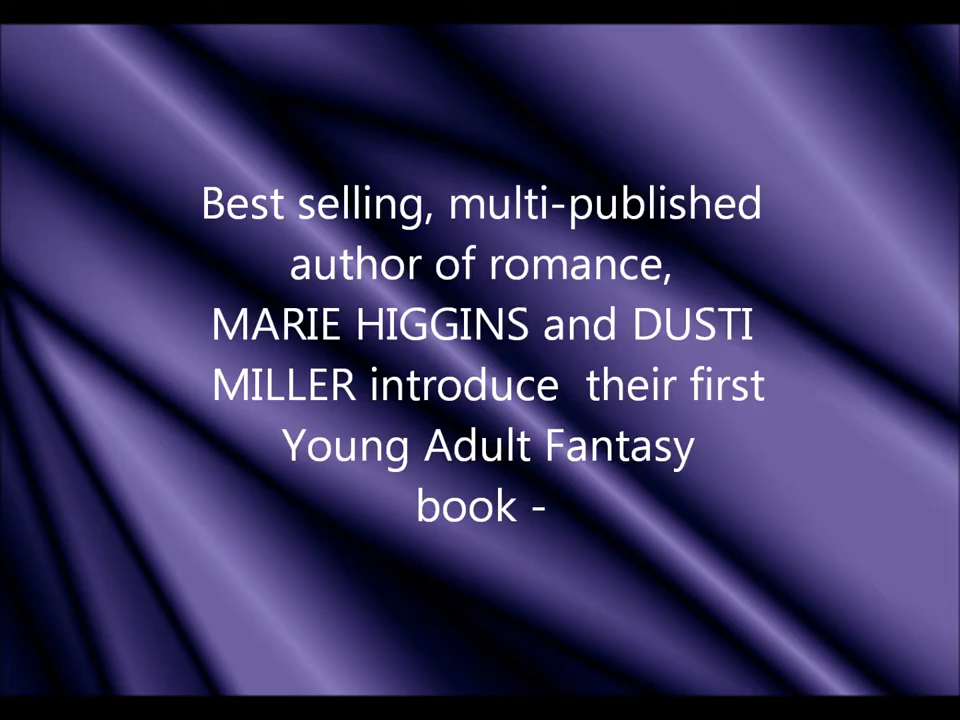 Best selling, multi-published
author of romance,
MARIE HIGGINS and DUSTI
MILLER introduce  their first
Young Adult Fantasy
book -